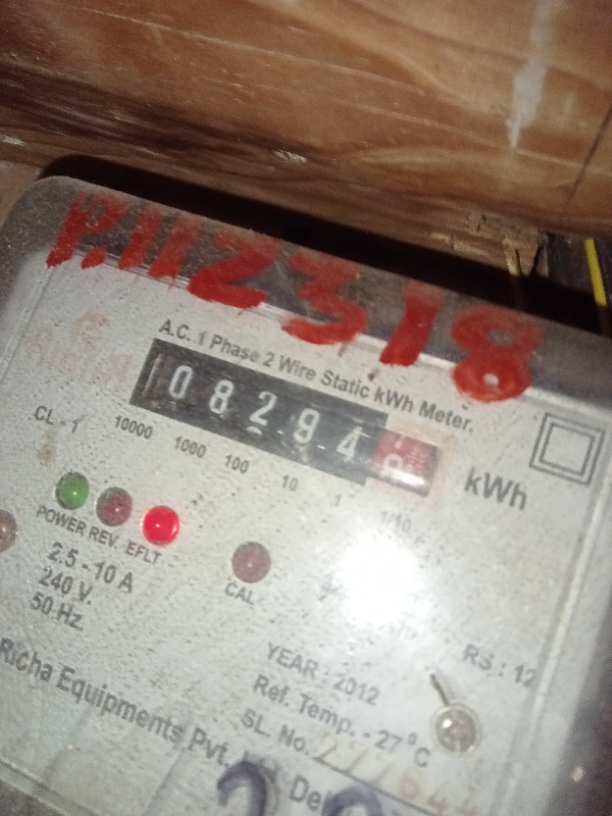 P.112318
A.C. 1 Phase 2 Wire Static kWh Meter.
08294
kWh
CL - 1
10000 1000 100 10 1 1/10
POWER REV. EFLT
CAL
2.5 - 10 A
240 V.
50 Hz.
RS : 12
YEAR : 2012
Ref. Temp. - 27°C
SL. No.
Richa Equipments Pvt.